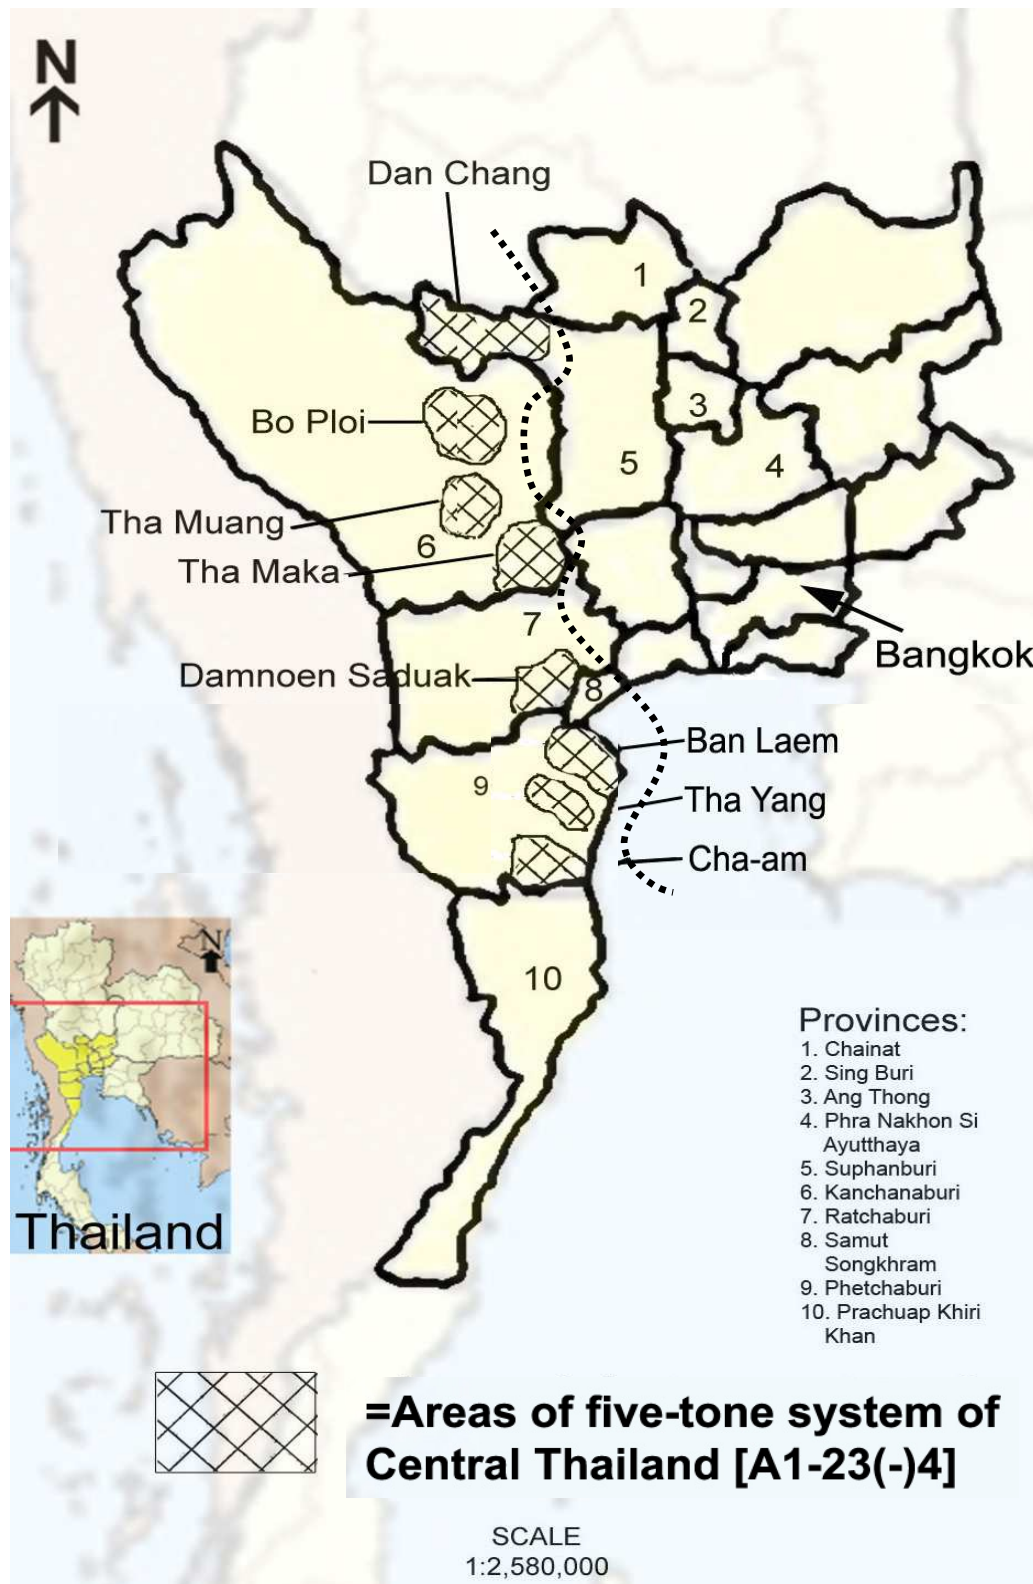 N
Dan Chang
1
2
Bo Ploi
3
5
4
Tha Muang
6
Tha Maka
7
Bangkok
Damnoen Saduak
8
Ban Laem
9
Tha Yang
Cha-am
N
10
Provinces:
1. Chainat
2. Sing Buri
3. Ang Thong
4. Phra Nakhon Si
Ayutthaya
5. Suphanburi
6. Kanchanaburi
7. Ratchaburi
8. Samut
Songkhram
9. Phetchaburi
10. Prachuap Khiri
Khan
Thailand
=Areas of five-tone system of
Central Thailand [A1-23(-)4]
SCALE
1:2,580,000